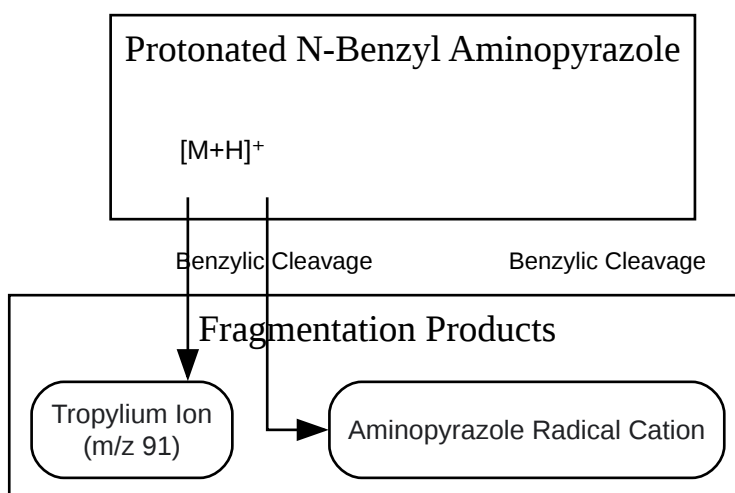 Protonated N-Benzyl Aminopyrazole
[M+H]⁺
Benzylic Cleavage
Benzylic Cleavage
Fragmentation Products
Tropylium Ion
(m/z 91)
Aminopyrazole Radical Cation